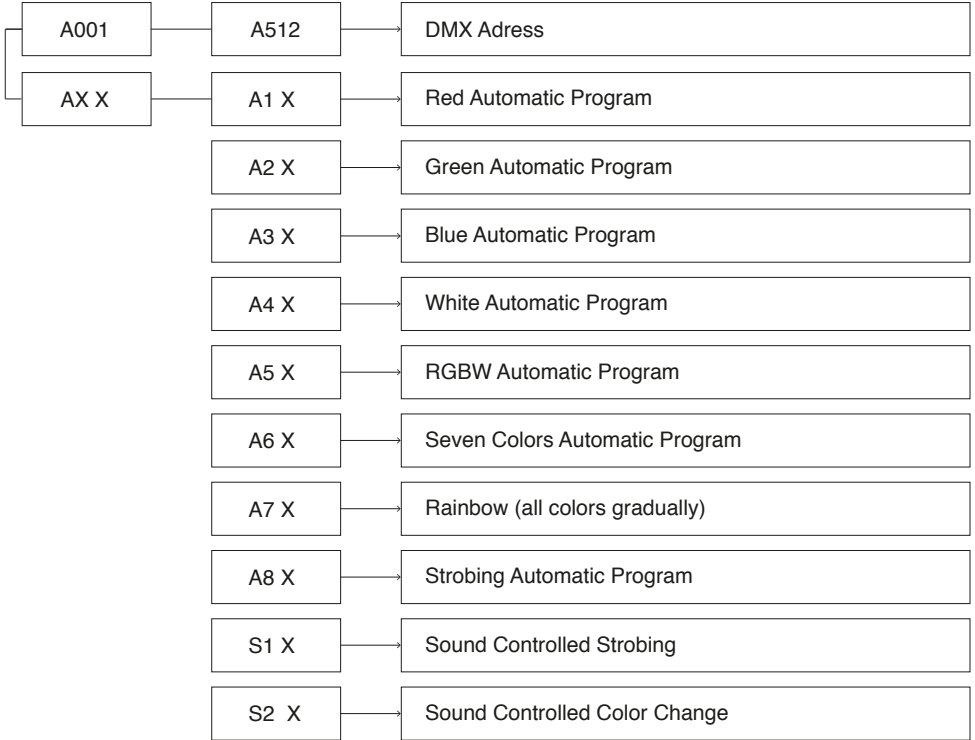 A001 A512 DMX Adress
AX X A1 X Red Automatic Program
A2 X Green Automatic Program
A3 X Blue Automatic Program
A4 X White Automatic Program
A5 X RGBW Automatic Program
A6 X Seven Colors Automatic Program
A7 X Rainbow (all colors gradually)
A8 X Strobing Automatic Program
S1 X Sound Controlled Strobing
S2 X Sound Controlled Color Change